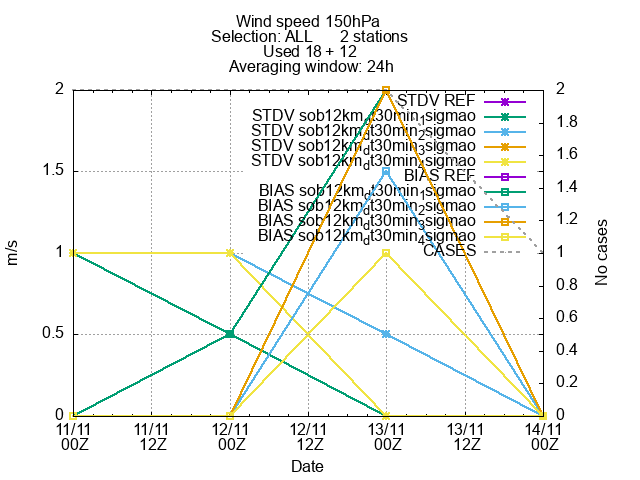 Wind speed 150hPa
Selection: ALL 2 stations
Used 18 + 12
Averaging window: 24h
STDV REF
STDV sob12km_dt30min_1sigmao
STDV sob12km_dt30min_2sigmao
STDV sob12km_dt30min_3sigmao
STDV sob12km_dt30min_4sigmao
BIAS REF
BIAS sob12km_dt30min_1sigmao
BIAS sob12km_dt30min_2sigmao
BIAS sob12km_dt30min_3sigmao
BIAS sob12km_dt30min_4sigmao
CASES
2
1.5
1
0.5
0
m/s
2
1.8
1.6
1.4
1.2
1
0.8
0.6
0.4
0.2
0
No cases
11/11 11/11 12/11 12/11 13/11 13/11 14/11
00Z 12Z 00Z 12Z 00Z 12Z 00Z
Date